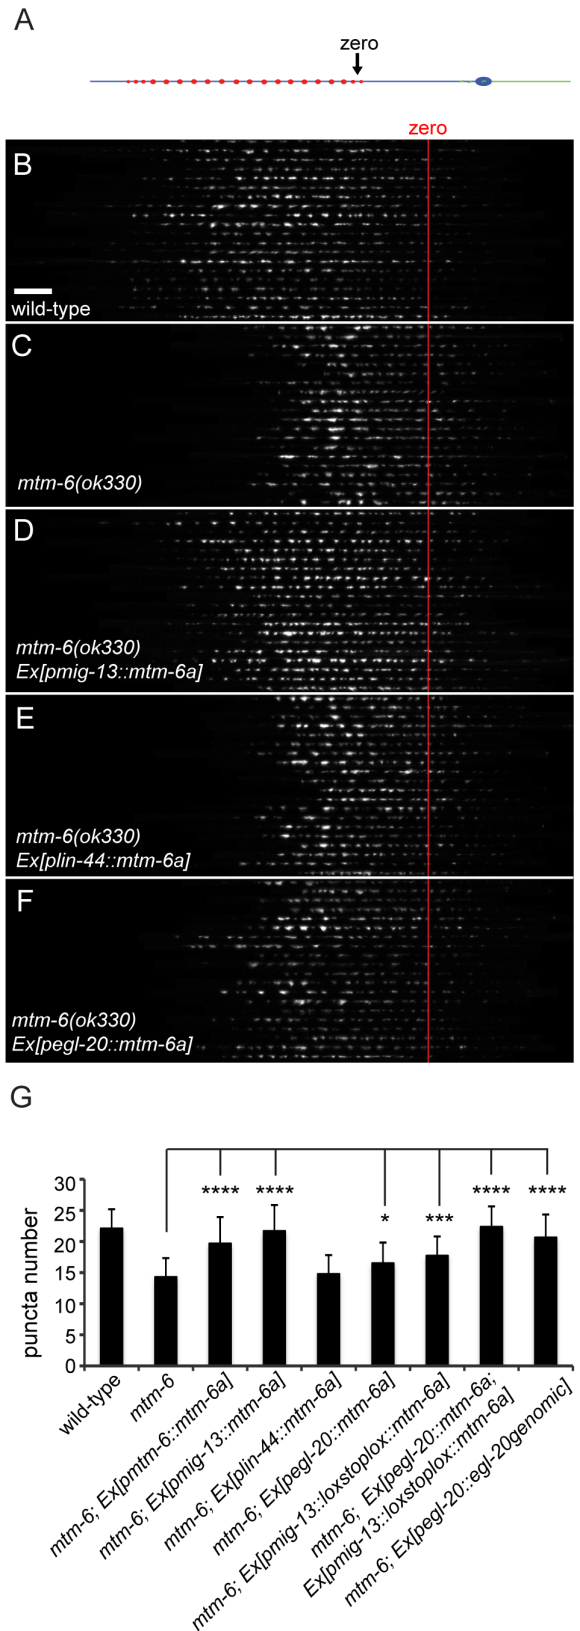 A
zero
zero
B
wild-type
C
mtm-6(ok330)
D
mtm-6(ok330)
Ex[pmig-13::mtm-6a]
E
mtm-6(ok330)
Ex[plin-44::mtm-6a]
F
mtm-6(ok330)
Ex[pegl-20::mtm-6a]
G
puncta number
30
25
20
15
10
5
0
****
****
*
***
****
****
wild-type
mtm-6
mtm-6; Ex[pmtm-6::mtm-6a]
mtm-6; Ex[pmig-13::mtm-6a]
mtm-6; Ex[plin-44::mtm-6a]
mtm-6; Ex[pegl-20::mtm-6a]
mtm-6; Ex[pmig-13::loxstoplox::mtm-6a]
mtm-6; Ex[pegl-20::mtm-6a;
Ex[pmig-13::loxstoplox::mtm-6a]
mtm-6; Ex[pegl-20::egl-20genomic]